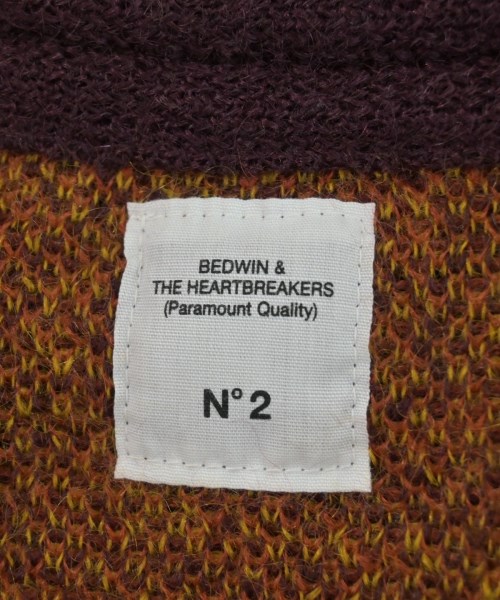 BEDWIN &
THE HEARTBREAKERS
(Paramount Quality)
N° 2